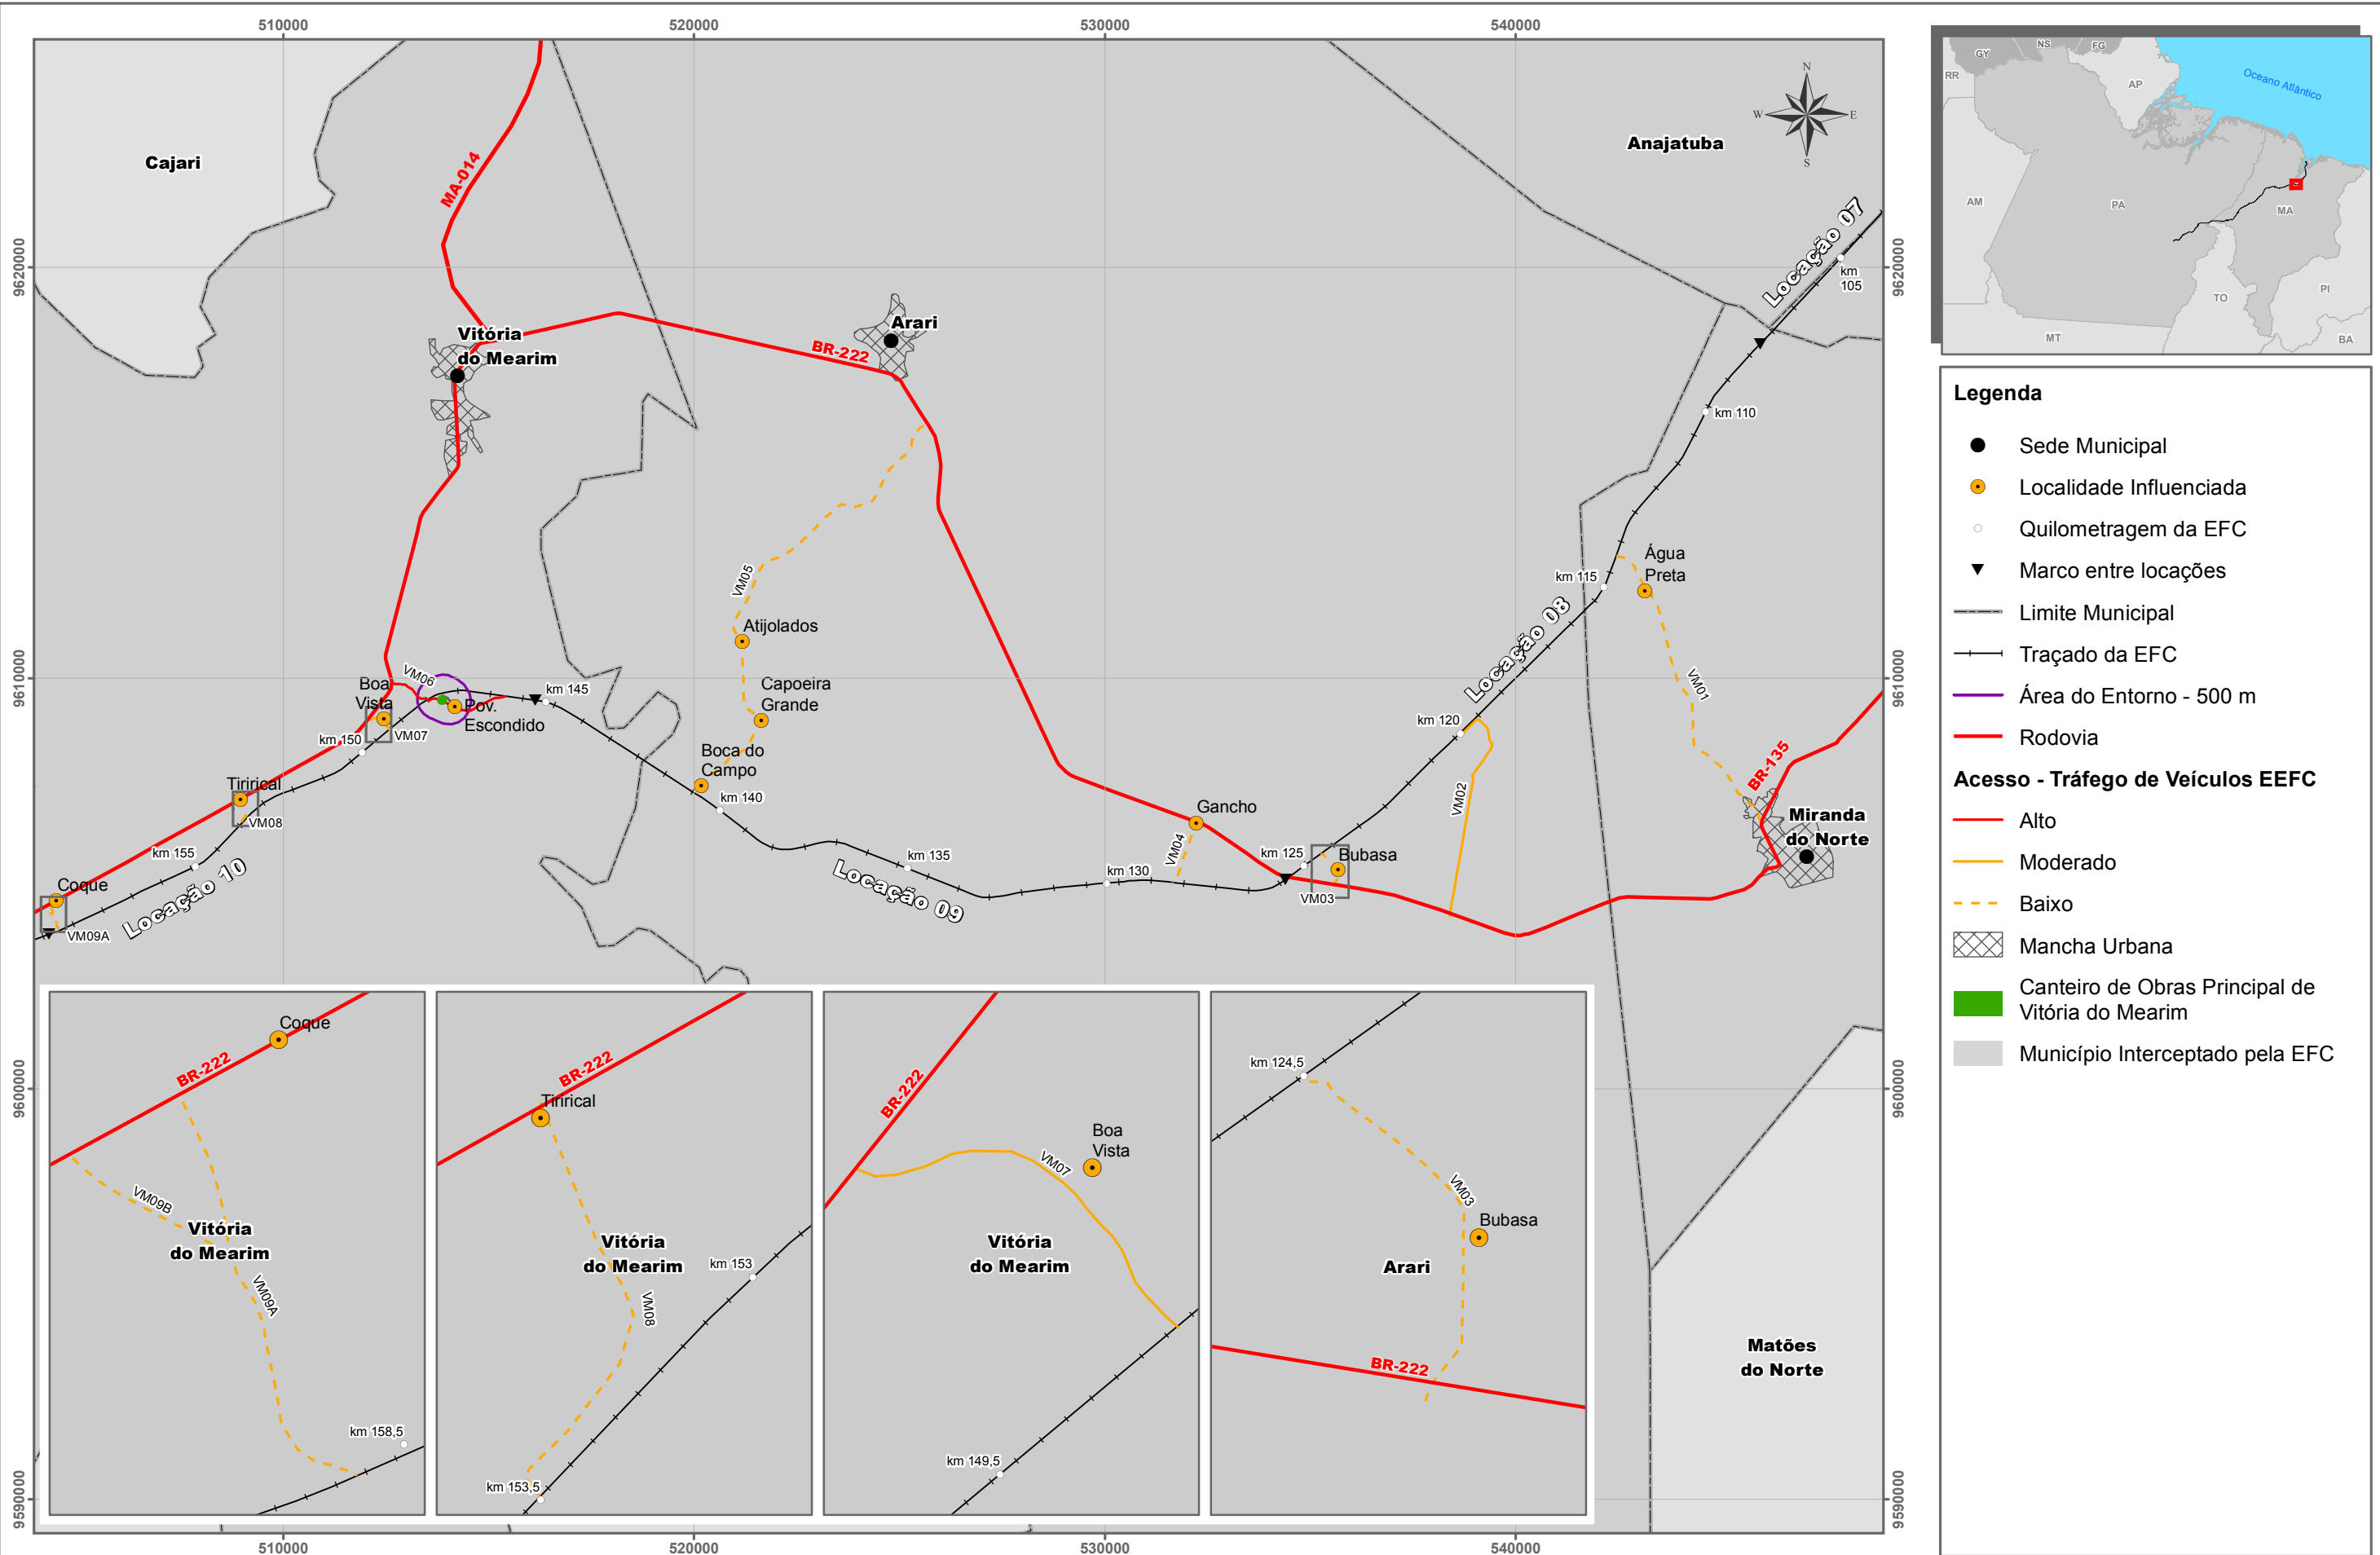 510000
520000
530000
540000
9620000
9610000
9600000
9590000
9620000
9610000
9600000
9590000
510000
520000
530000
540000
Cajari
MA-014
Anajatuba
N
W
E
S
Locação 07
km
105
Vitória
do Mearim
Arari
BR-222
km 110
VM05
Água
Preta
km 115
Locação 08
Atijolados
VM01
VM06
Boa
Vista
Pov.
Escondido
km 145
Capoeira
Grande
km 120
VM07
km 150
Boca do
Campo
BR-135
Tirirical
km 140
VM02
Gancho
Miranda
do Norte
VM08
VM04
km 155
km 135
km 125
Bubasa
Locação 10
Locação 09
km 130
Coque
VM03
VM09A
Coque
BR-222
VM09B
Vitória
do Mearim
VM09A
km 158,5
BR-222
Tirirical
Vitória
do Mearim
km 153
VM08
km 153,5
BR-222
Boa
Vista
VM07
Vitória
do Mearim
km 149,5
km 124,5
VM03
Bubasa
Arari
BR-222
Matões
do Norte
GY
NS
FG
RR
AP
Oceano Atlântico
AM
PA
MA
TO
PI
MT
BA
Legenda
Sede Municipal
Localidade Influenciada
Quilometragem da EFC
Marco entre locações
Limite Municipal
Traçado da EFC
Área do Entorno - 500 m
Rodovia
Acesso - Tráfego de Veículos EEFC
Alto
Moderado
Baixo
Mancha Urbana
Canteiro de Obras Principal de
Vitória do Mearim
Município Interceptado pela EFC